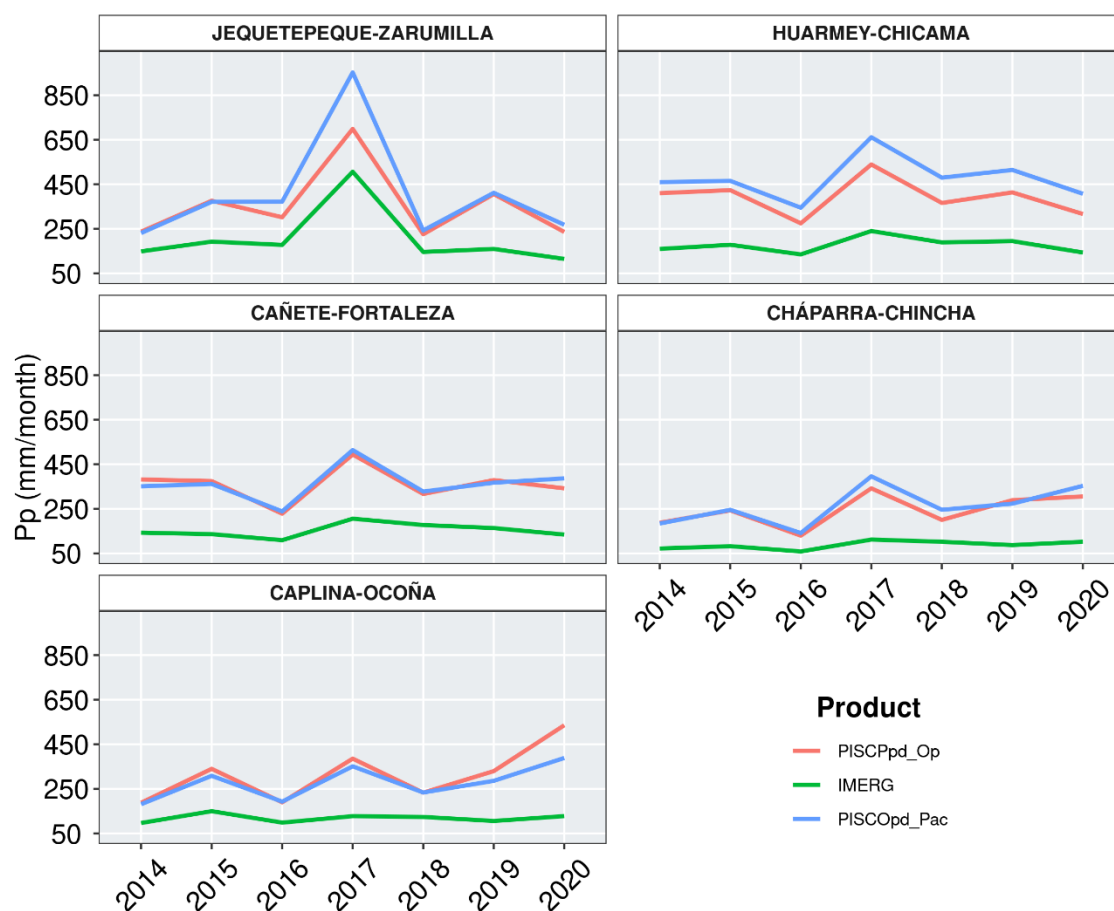 JEQUETEPEQUE-ZARUMILLA
HUARMEY-CHICAMA
850
650
450
250
50
CAÑETE-FORTALEZA
CHÁPARRA-CHINCHA
Pp (mm/month)
850
650
450
250
50
2014
2015
2016
2017
2018
2019
2020
CAPLINA-OCOÑA
850
650
450
250
50
2014
2015
2016
2017
2018
2019
2020
Product
PISCPpd_Op
IMERG
PISCOpd_Pac